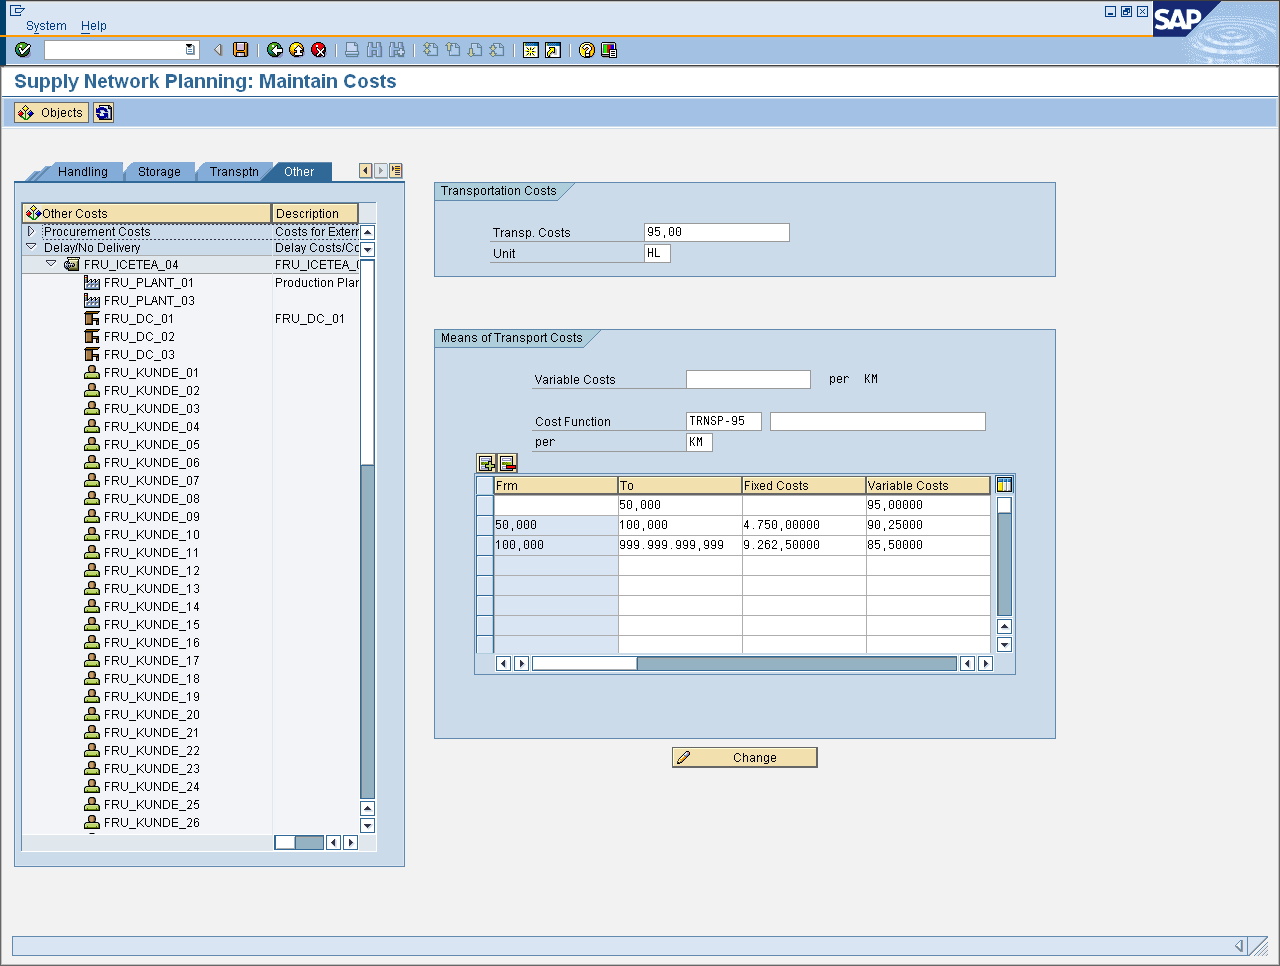 System Help
SAP
Supply Network Planning: Maintain Costs
Objects
Handling Storage Transptn Other
Other Costs Description
Procurement Costs Costs for Extern
Delay/No Delivery Delay Costs/Co
FRU_ICETEA_04 FRU_ICETEA_0
FRU_PLANT_01 Production Plan
FRU_PLANT_03
FRU_DC_01 FRU_DC_01
FRU_DC_02
FRU_DC_03
FRU_KUNDE_01
FRU_KUNDE_02
FRU_KUNDE_03
FRU_KUNDE_04
FRU_KUNDE_05
FRU_KUNDE_06
FRU_KUNDE_07
FRU_KUNDE_08
FRU_KUNDE_09
FRU_KUNDE_10
FRU_KUNDE_11
FRU_KUNDE_12
FRU_KUNDE_13
FRU_KUNDE_14
FRU_KUNDE_15
FRU_KUNDE_16
FRU_KUNDE_17
FRU_KUNDE_18
FRU_KUNDE_19
FRU_KUNDE_20
FRU_KUNDE_21
FRU_KUNDE_22
FRU_KUNDE_23
FRU_KUNDE_24
FRU_KUNDE_25
FRU_KUNDE_26
Transportation Costs
Transp. Costs 95,00
Unit HL
Means of Transport Costs
Variable Costs per KM
Cost Function TRNSP-95
per KM
Frm To Fixed Costs Variable Costs
50,000 95,00000
50,000 100,000 4.750,00000 90,25000
100,000 999.999.999,999 9.262,50000 85,50000
Change